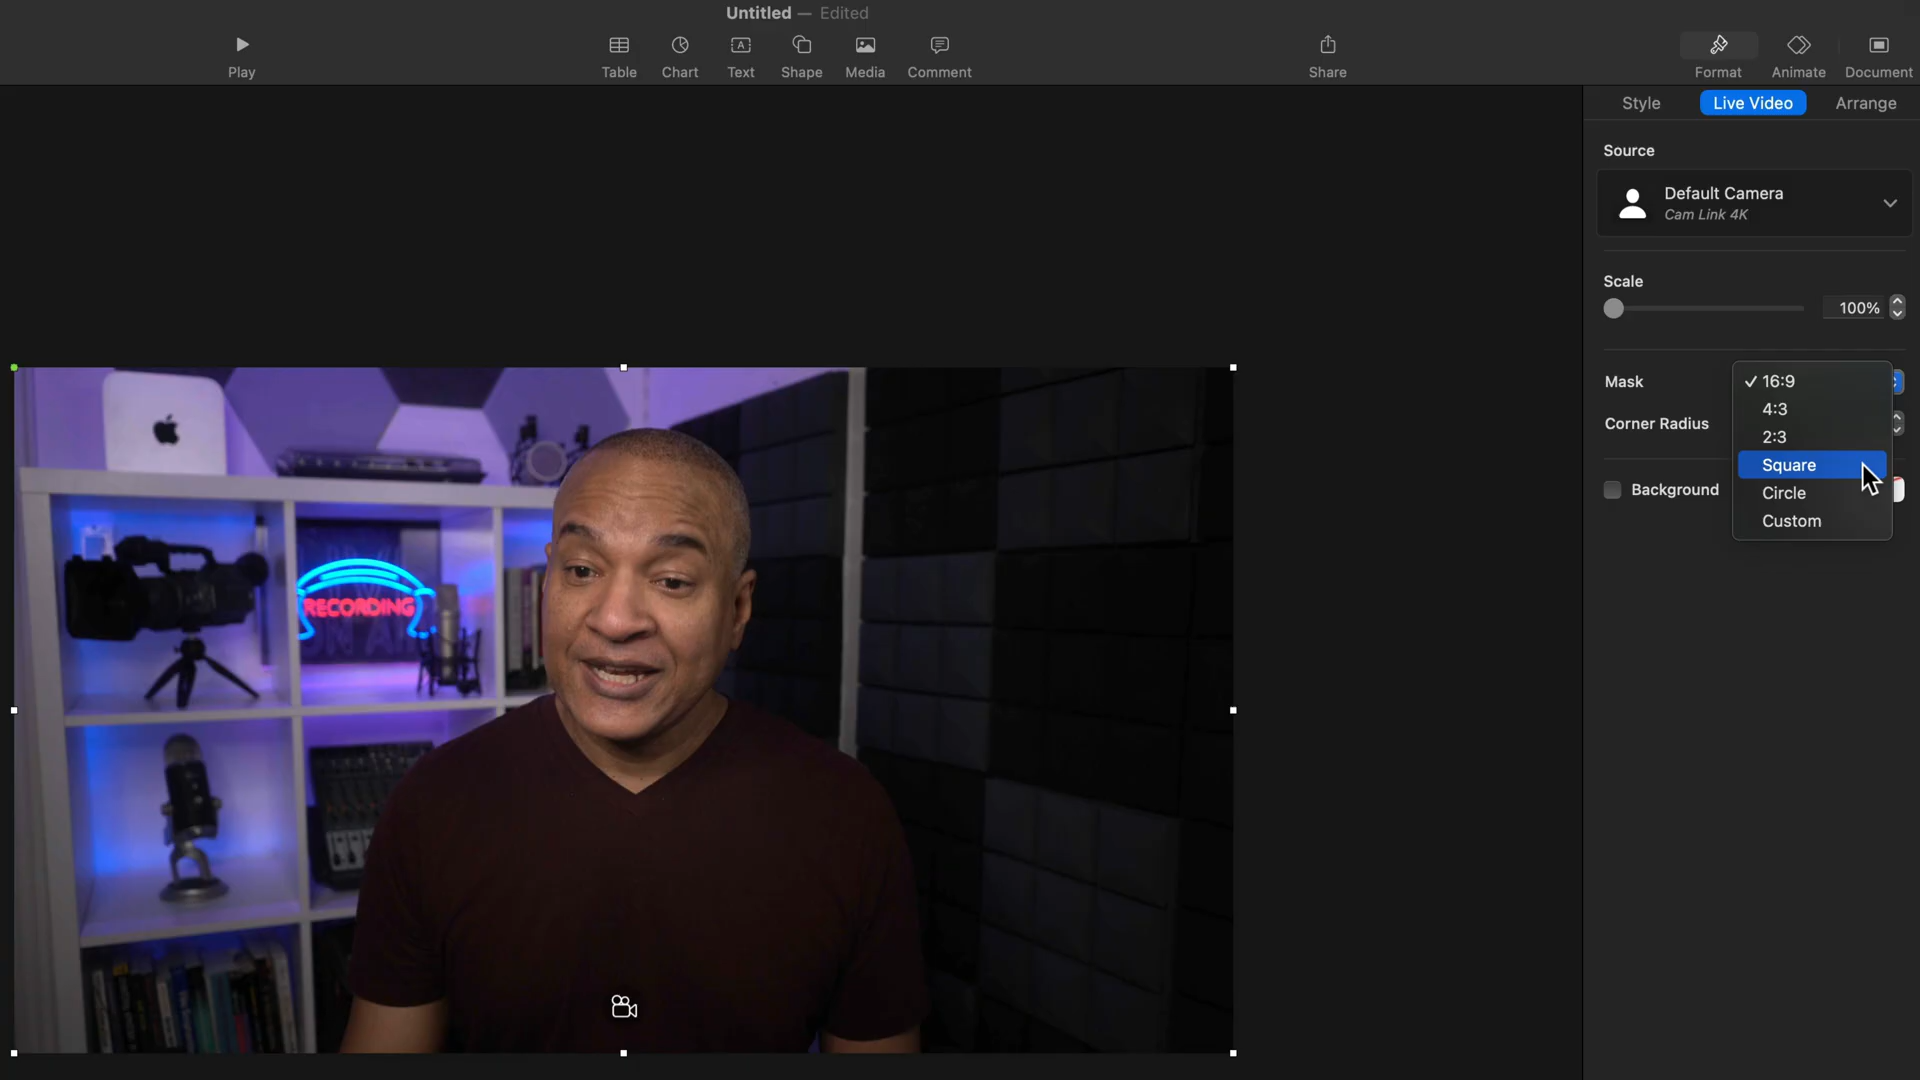 Untitled — Edited
Play
Table
Chart
Text
Shape
Media
Comment
Share
Format
Animate
Document
Style
Live Video
Arrange
Source
Default Camera
Cam Link 4K
Scale
100%
Mask
✓ 16:9
4:3
2:3
Square
Circle
Custom
Corner Radius
Background
RECORDING